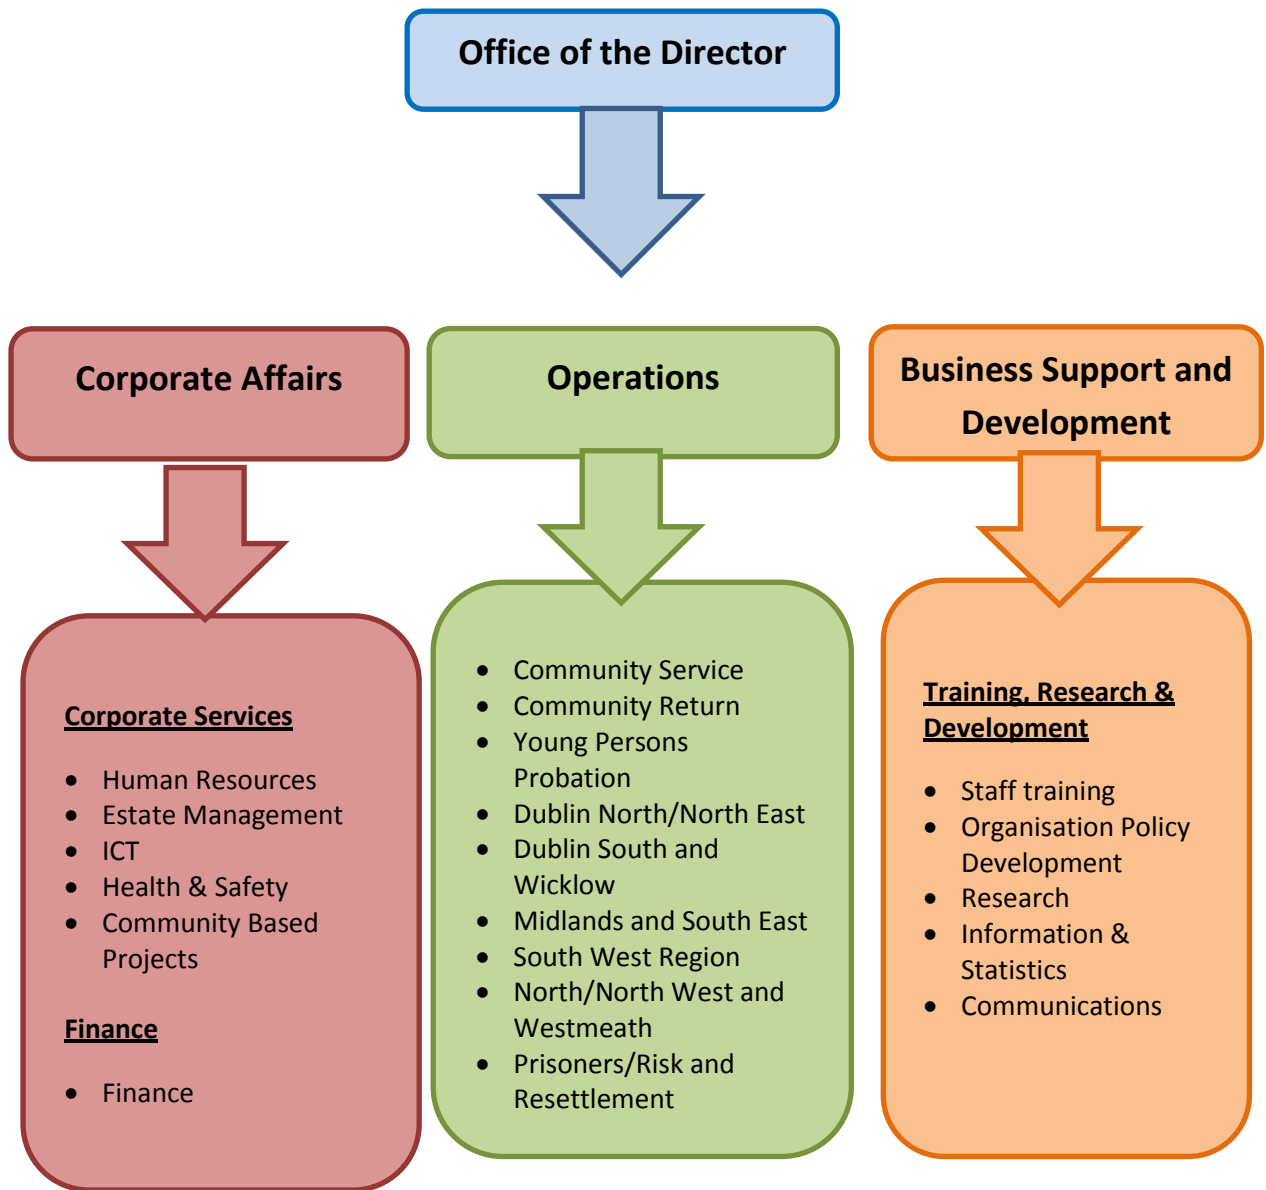 Office of the Director
Corporate Affairs
Operations
Business Support and
Development
Corporate Services
• Human Resources
• Estate Management
• ICT
• Health & Safety
• Community Based
Projects
Finance
• Finance
• Community Service
• Community Return
• Young Persons
Probation
• Dublin North/North East
• Dublin South and
Wicklow
• Midlands and South East
• South West Region
• North/North West and
Westmeath
• Prisoners/Risk and
Resettlement
Training, Research &
Development
• Staff training
• Organisation Policy
Development
• Research
• Information &
Statistics
• Communications